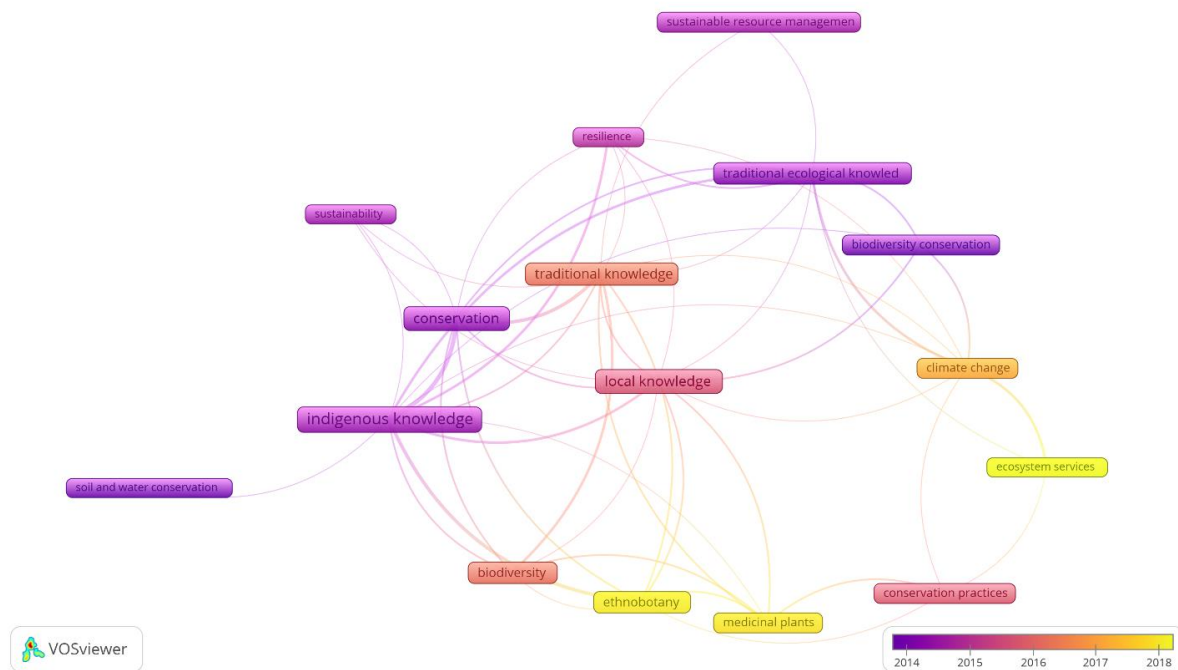 sustainable resource managemen
resilience
traditional ecological knowled
sustainability
biodiversity conservation
traditional knowledge
conservation
climate change
local knowledge
indigenous knowledge
ecosystem services
soil and water conservation
biodiversity
conservation practices
ethnobotany
medicinal plants
VOSviewer
2014 2015 2016 2017 2018